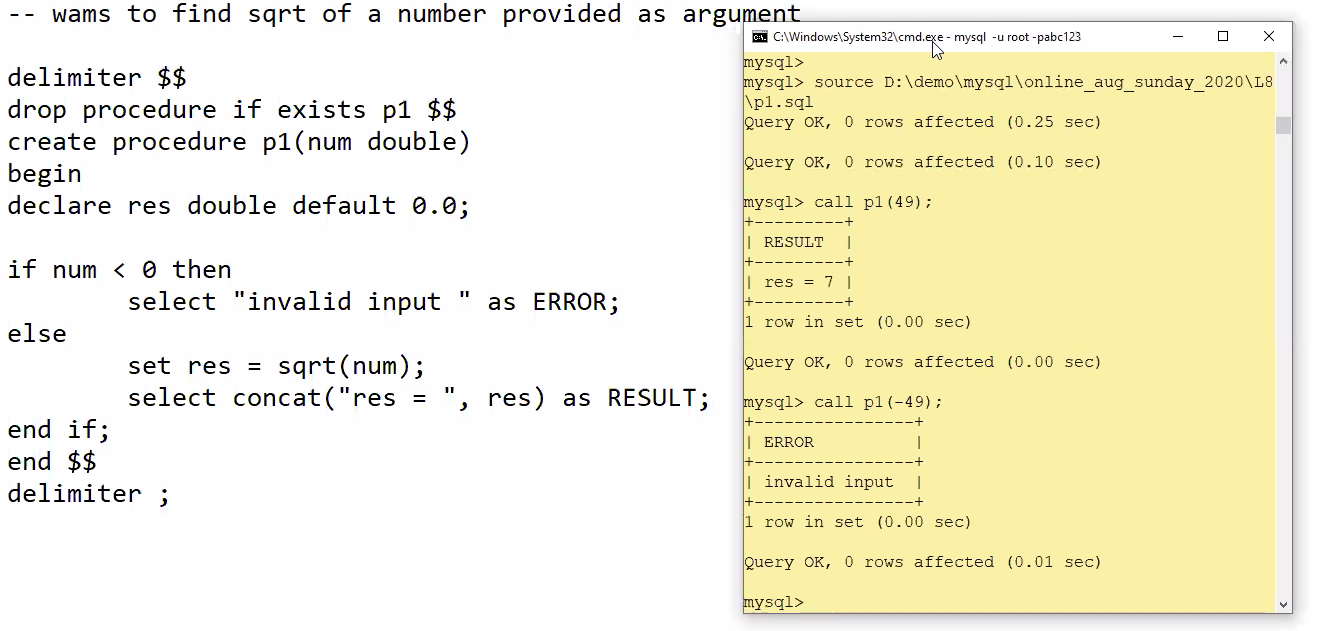 -- wams to find sqrt of a number provided as argument
delimiter $$
drop procedure if exists p1 $$
create procedure p1(num double)
begin
declare res double default 0.0;
if num < 0 then
select "invalid input " as ERROR;
else
set res = sqrt(num);
select concat("res = ", res) as RESULT;
end if;
end $$
delimiter ;
C:\Windows\System32\cmd.exe - mysql -u root -pabc123
mysql>
mysql> source D:\demo\mysql\online_aug_sunday_2020\L8
\p1.sql
Query OK, 0 rows affected (0.25 sec)
Query OK, 0 rows affected (0.10 sec)
mysql> call p1(49);
+---------+
| RESULT  |
+---------+
| res = 7 |
+---------+
1 row in set (0.00 sec)
Query OK, 0 rows affected (0.00 sec)
mysql> call p1(-49);
+----------------+
| ERROR          |
+----------------+
| invalid input  |
+----------------+
1 row in set (0.00 sec)
Query OK, 0 rows affected (0.01 sec)
mysql>